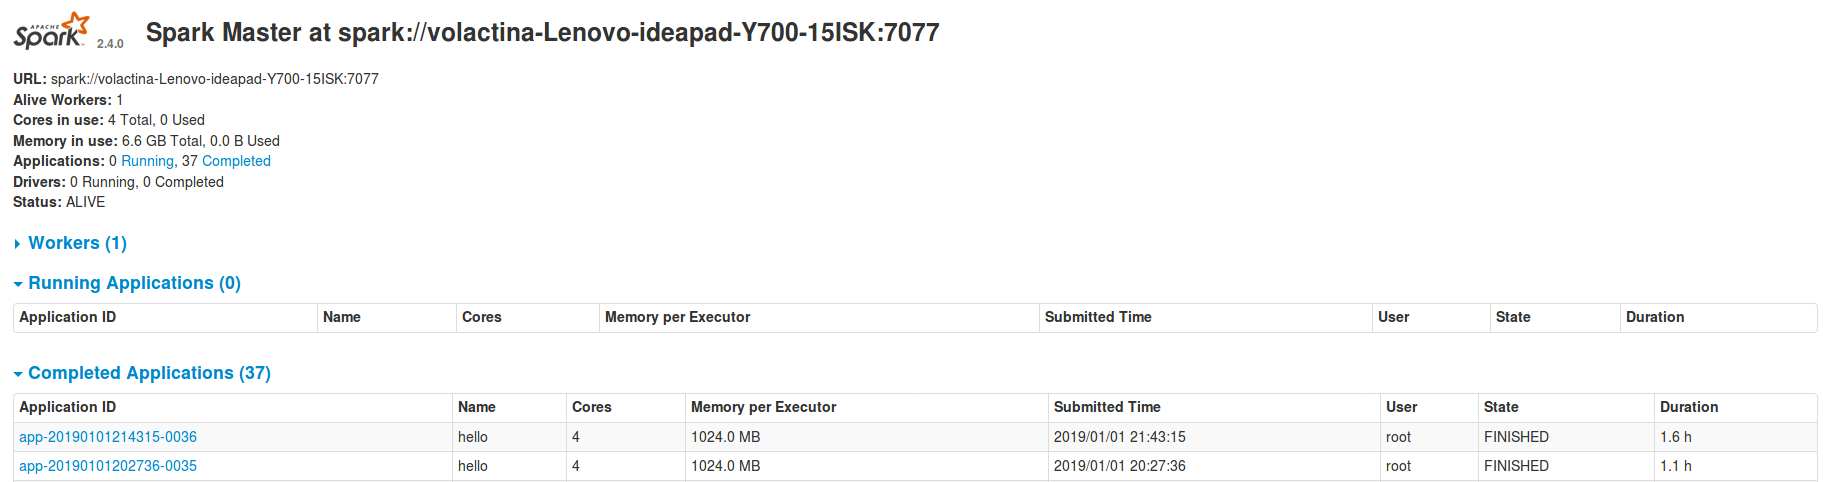 APACHE
Spark 2.4.0 Spark Master at spark://volactina-Lenovo-ideapad-Y700-15ISK:7077
URL: spark://volactina-Lenovo-ideapad-Y700-15ISK:7077
Alive Workers: 1
Cores in use: 4 Total, 0 Used
Memory in use: 6.6 GB Total, 0.0 B Used
Applications: 0 Running, 37 Completed
Drivers: 0 Running, 0 Completed
Status: ALIVE
Workers (1)
Running Applications (0)
Application ID Name Cores Memory per Executor Submitted Time User State Duration
Completed Applications (37)
Application ID Name Cores Memory per Executor Submitted Time User State Duration
app-20190101214315-0036 hello 4 1024.0 MB 2019/01/01 21:43:15 root FINISHED 1.6 h
app-20190101202736-0035 hello 4 1024.0 MB 2019/01/01 20:27:36 root FINISHED 1.1 h